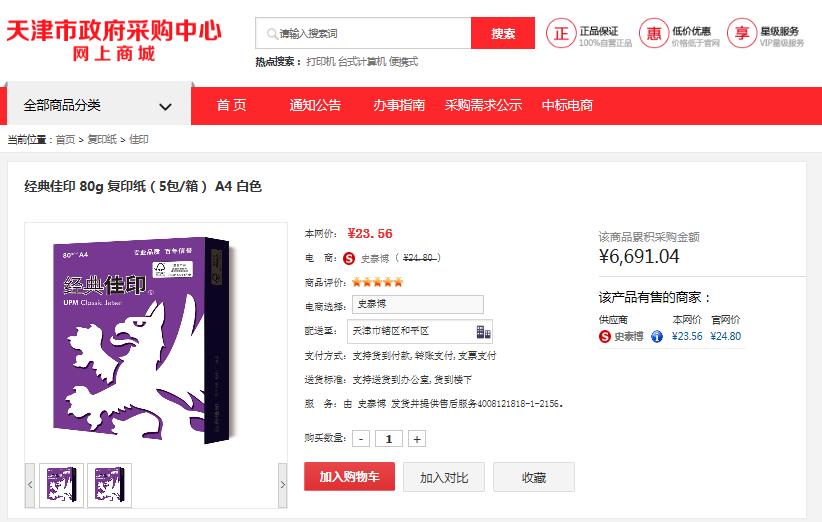 天津市政府采购中心
网上商城
请输入搜索词
搜索
热点搜索：打印机 台式计算机 便携式
正 正品保证
100%自营正品
惠 低价优惠
价格低于官网
享 星级服务
VIP星级服务
全部商品分类
首 页 通知公告 办事指南 采购需求公示 中标电商
当前位置：首页 > 复印纸 > 佳印
经典佳印 80g 复印纸（5包/箱） A4 白色
80 A4
专业品质 百年信誉
经典佳印
UPM Classic Jetset
本网价： ¥23.56
电 商： S 史泰博（ ¥24.80 ）
商品评价：
电商选择： 史泰博
配送至： 天津市辖区和平区
支付方式：支持货到付款,转账支付,支票支付
送货标准：支持送货到办公室,货到楼下
服 务：由 史泰博 发货并提供售后服务4008121818-1-2156。
购买数量： - 1 +
加入购物车 加入对比 收藏
该商品累积采购金额
¥6,691.04
该产品有售的商家：
供应商 本网价 官网价
S 史泰博 i ¥23.56 ¥24.80